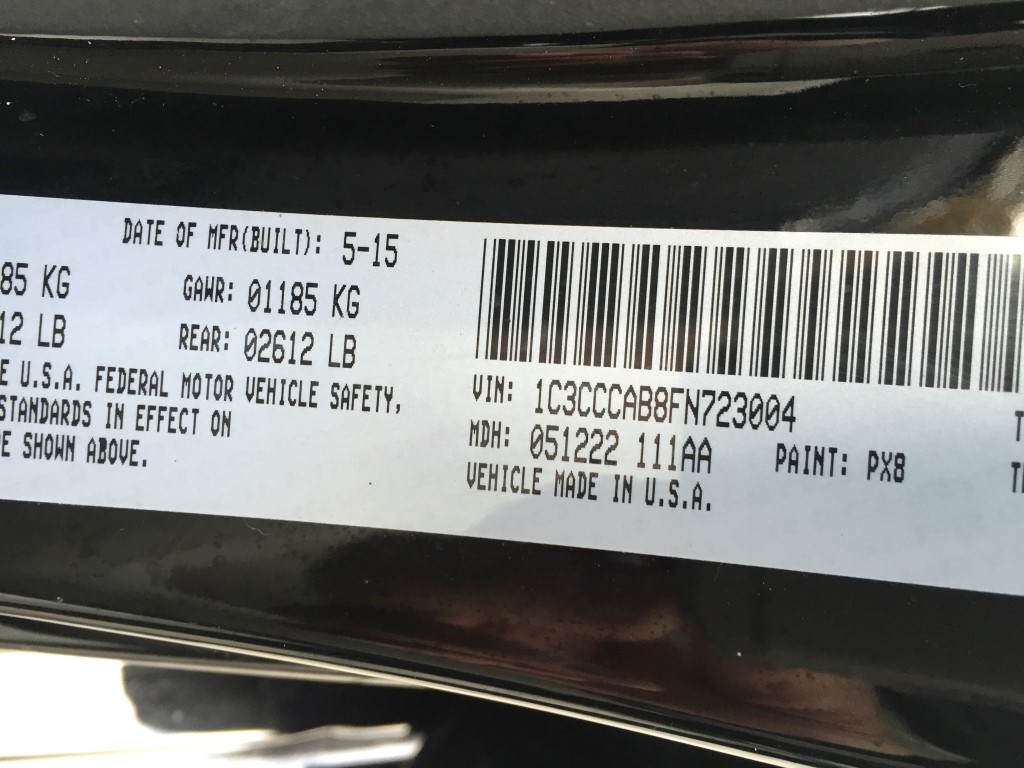 DATE OF MFR(BUILT): 5-15
85 KG GAWR: 01185 KG
12 LB REAR: 02612 LB
E U.S.A. FEDERAL MOTOR VEHICLE SAFETY,
STANDARDS IN EFFECT ON
E SHOWN ABOVE.
VIN: 1C3CCCAB8FN723004
MDH: 051222 111AA PAINT: PX8
VEHICLE MADE IN U.S.A.